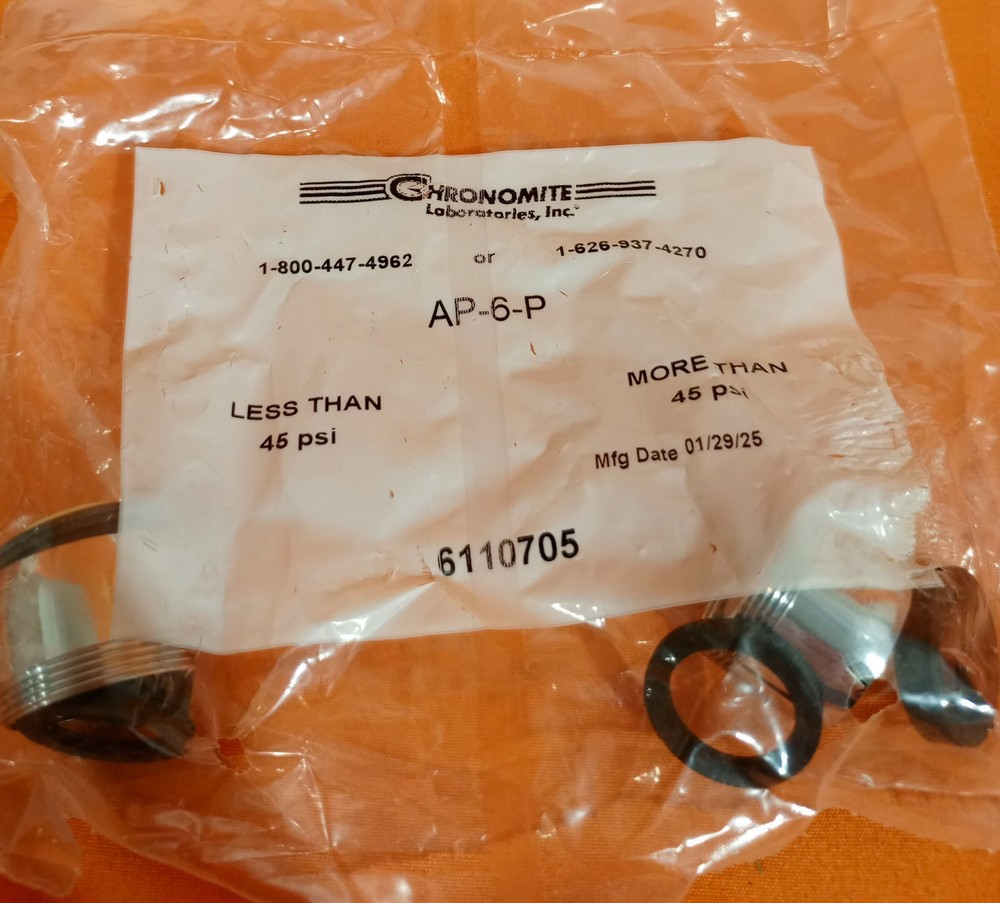 CHRONOMITE
Laboratories, Inc.
1-800-447-4962 or 1-626-937-4270
AP-6-P
LESS THAN
45 psi
MORE THAN
45 psi
Mfg Date 01/29/25
6110705